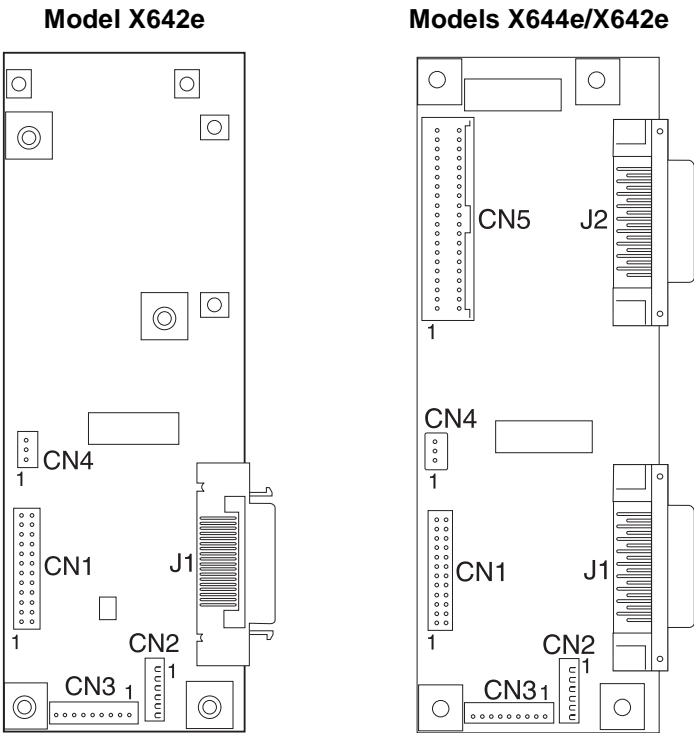 Model X642e
CN4
1
CN1
J1
1
CN2
1
CN3 1
Models X644e/X642e
CN5
J2
1
CN4
1
CN1
J1
1
CN2
1
CN3 1